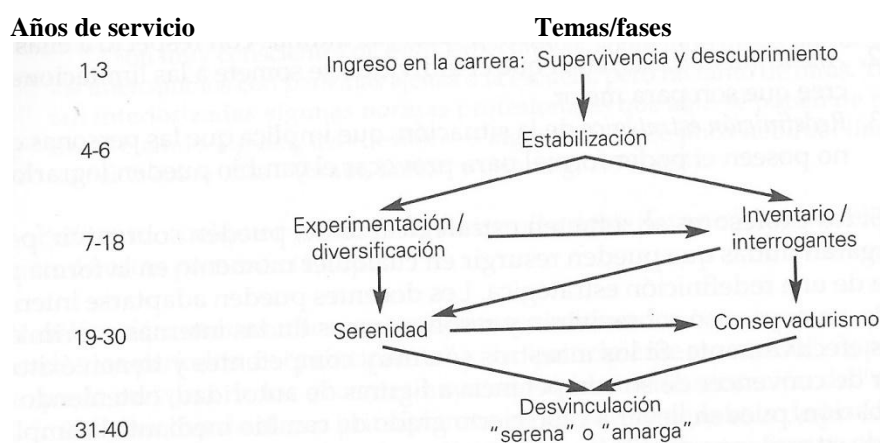 Años de servicio Temas/fases
1-3 Ingreso en la carrera: Supervivencia y descubrimiento
4-6 Estabilización
7-18 Experimentación / diversificación Inventario / interrogantes
19-30 Serenidad Conservadurismo
31-40 Desvinculación
"serena" o "amarga"